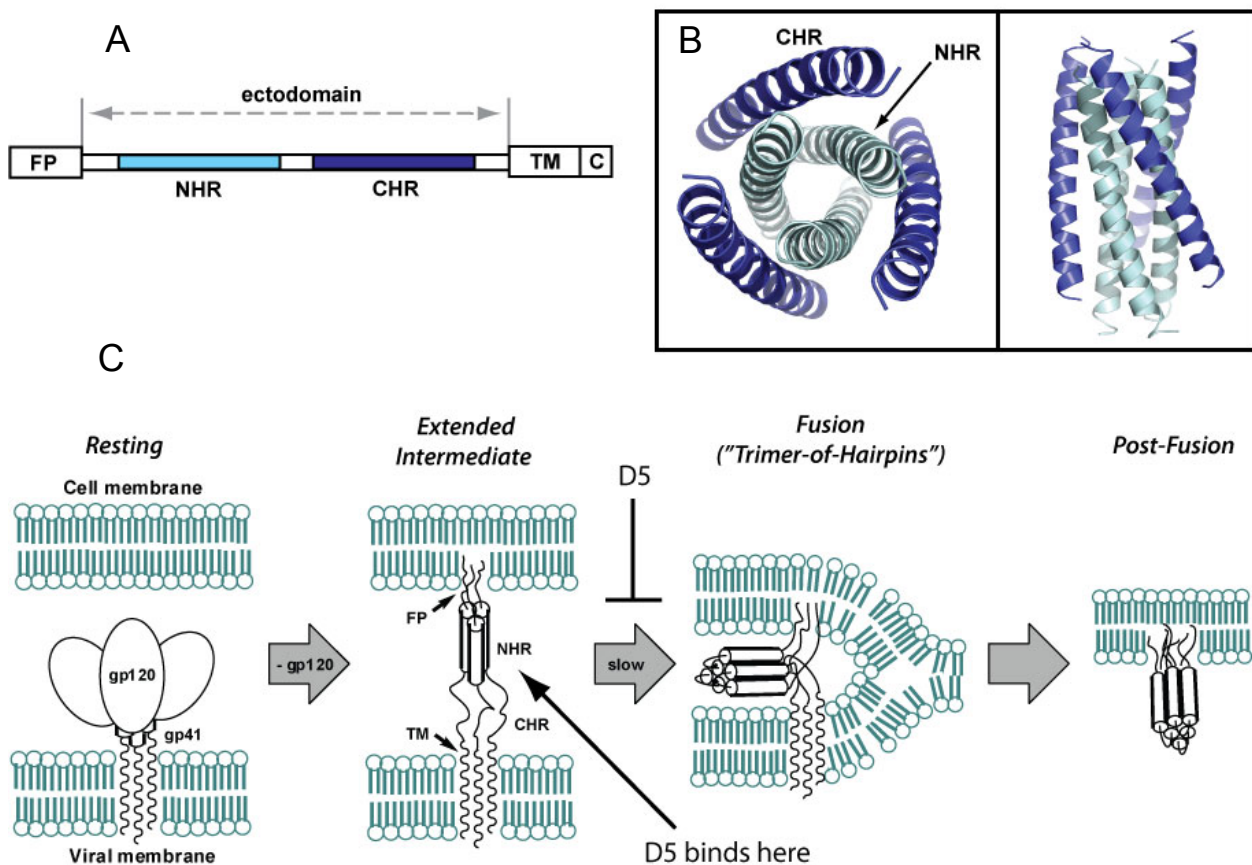 A
ectodomain
FP
TM
C
NHR
CHR
B
CHR
NHR
C
Resting
Cell membrane
gp120
gp41
Viral membrane
- gp120
Extended
Intermediate
FP
NHR
CHR
TM
D5
slow
D5 binds here
Fusion
("Trimer-of-Hairpins")
Post-Fusion